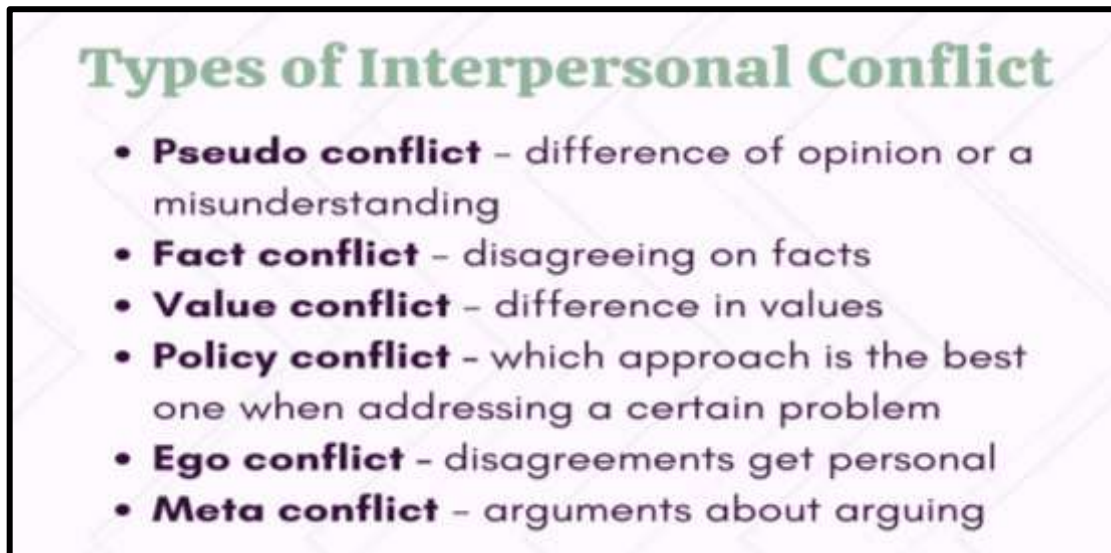 Types of Interpersonal Conflict
• Pseudo conflict – difference of opinion or a
misunderstanding
• Fact conflict – disagreeing on facts
• Value conflict – difference in values
• Policy conflict – which approach is the best
one when addressing a certain problem
• Ego conflict – disagreements get personal
• Meta conflict – arguments about arguing